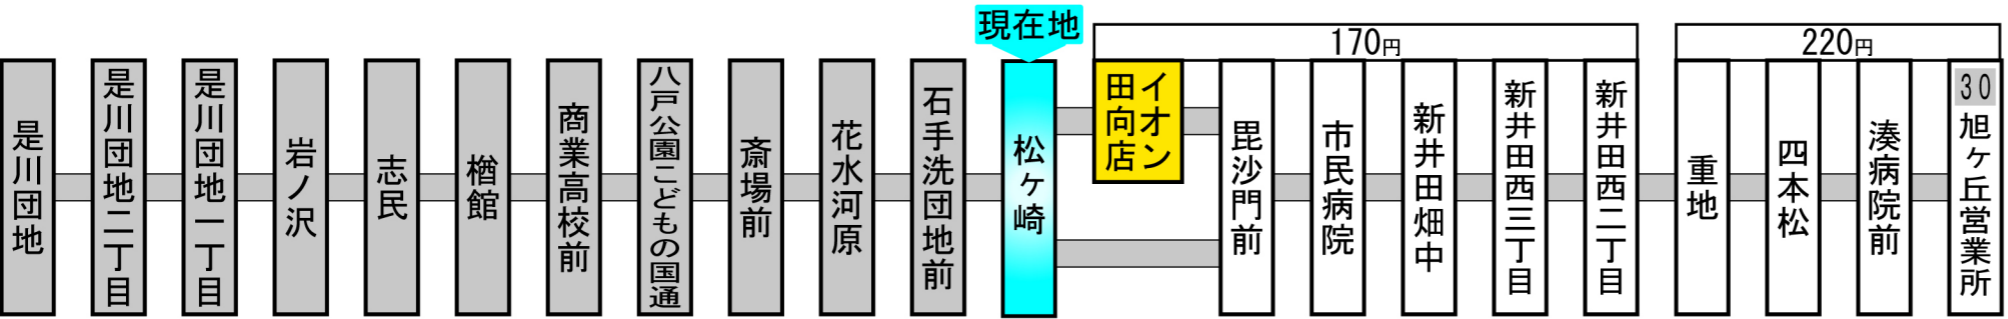 現在地
170円
220円
是川団地
是川団地二丁目
是川団地一丁目
岩ノ沢
志民
楢館
商業高校前
八戸公園こどもの国通
斎場前
花水河原
石手洗団地前
松ヶ崎
イオン
田向店
毘沙門前
市民病院
新井田畑中
新井田西三丁目
新井田西二丁目
重地
四本松
湊病院前
30
旭ヶ丘営業所